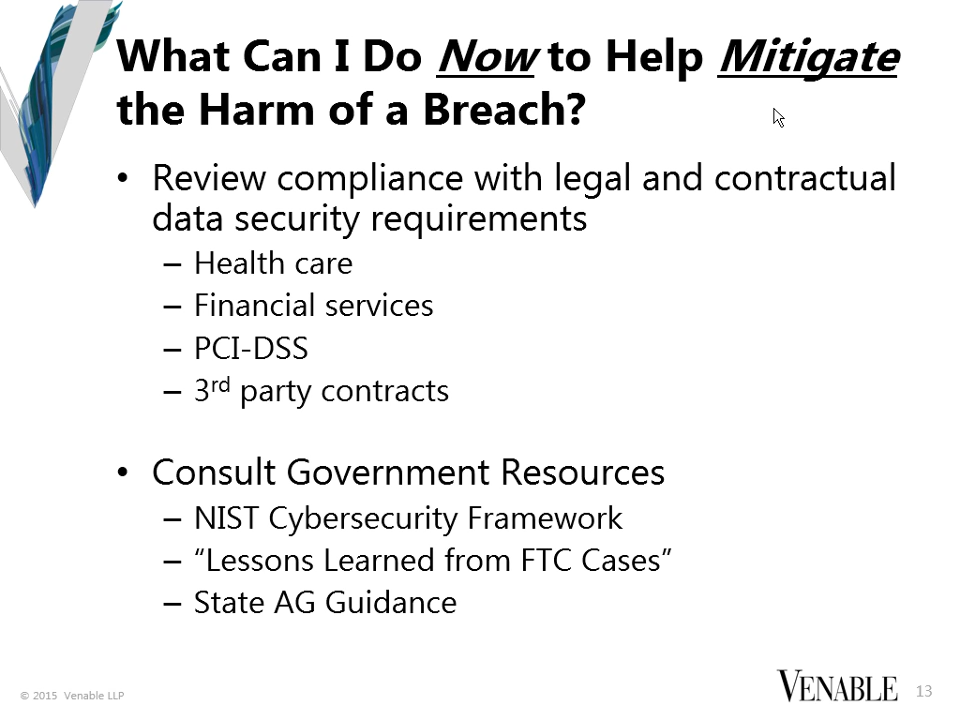 What Can I Do Now to Help Mitigate
the Harm of a Breach?
• Review compliance with legal and contractual
data security requirements
– Health care
– Financial services
– PCI-DSS
– 3rd party contracts
• Consult Government Resources
– NIST Cybersecurity Framework
– “Lessons Learned from FTC Cases”
– State AG Guidance
© 2015 Venable LLP
VENABLE 13